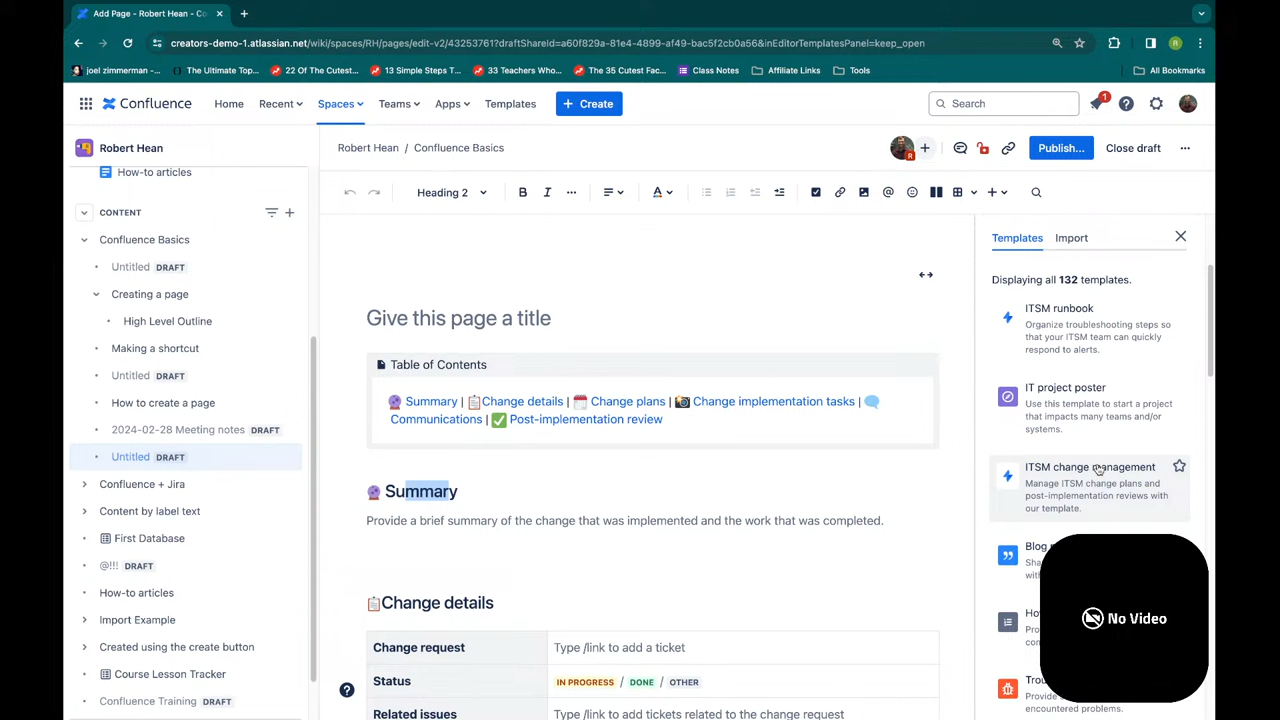 Add Page - Robert Hean - Co
creators-demo-1.atlassian.net/wiki/spaces/RH/pages/edit-v2/43253761?draftShareId=a60f829a-81e4-4899-af49-bac5f2cb0a56&inEditorTemplatesPanel=keep_open
R
joel zimmerman -... The Ultimate Top... 22 Of The Cutest... 13 Simple Steps T... 33 Teachers Who... The 35 Cutest Fac... Class Notes Affiliate Links Tools All Bookmarks
Confluence Home Recent Spaces Teams Apps Templates + Create Search 1
Robert Hean
How-to articles
CONTENT
Confluence Basics
Untitled DRAFT
Creating a page
High Level Outline
Making a shortcut
Untitled DRAFT
How to create a page
2024-02-28 Meeting notes DRAFT
Untitled DRAFT
Confluence + Jira
Content by label text
First Database
@!!! DRAFT
How-to articles
Import Example
Created using the create button
Course Lesson Tracker
Confluence Training DRAFT
Robert Hean / Confluence Basics
R
Publish... Close draft
Heading 2 B I A
Give this page a title
Table of Contents
Summary | Change details | Change plans | Change implementation tasks |
Communications | Post-implementation review
Summary
Provide a brief summary of the change that was implemented and the work that was completed.
Change details
Change request Type /link to add a ticket
Status IN PROGRESS / DONE / OTHER
Related issues Type /link to add tickets related to the change request
Templates Import
Displaying all 132 templates.
ITSM runbook
Organize troubleshooting steps so
that your ITSM team can quickly
respond to alerts.
IT project poster
Use this template to start a project
that impacts many teams and/or
systems.
ITSM change management
Manage ITSM change plans and
post-implementation reviews with
our template.
Blog
No Video